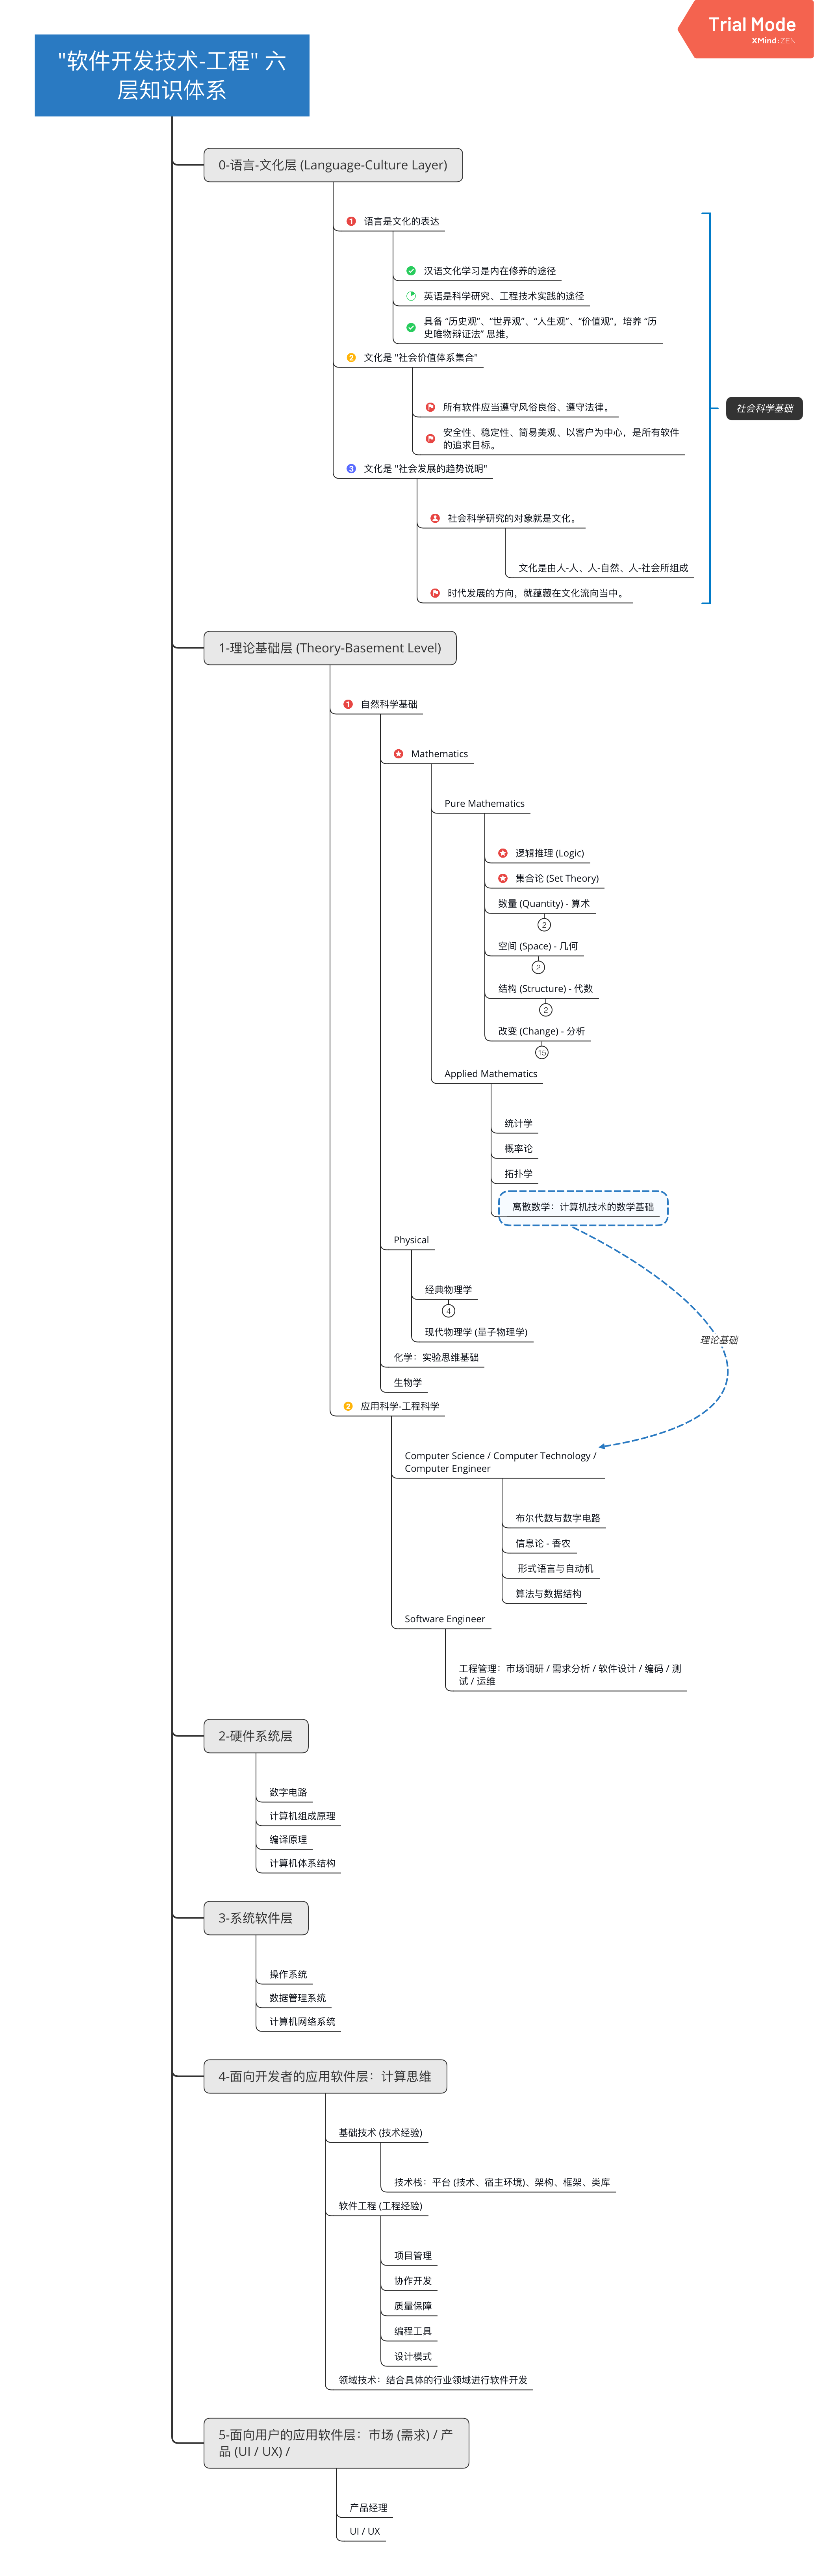 Trial Mode
XMind:ZEN
"软件开发技术-工程" 六
层知识体系
0-语言-文化层 (Language-Culture Layer)
1 语言是文化的表达
汉语文化学习是内在修养的途径
英语是科学研究、工程技术实践的途径
具备 “历史观”、“世界观”、“人生观”、“价值观”，培养 “历
史唯物辩证法” 思维，
2 文化是 "社会价值体系集合"
所有软件应当遵守风俗良俗、遵守法律。
安全性、稳定性、简易美观、以客户为中心，是所有软件
的追求目标。
3 文化是 "社会发展的趋势说明"
社会科学研究的对象就是文化。
文化是由人-人、人-自然、人-社会所组成
时代发展的方向，就蕴藏在文化流向当中。
社会科学基础
1-理论基础层 (Theory-Basement Level)
1 自然科学基础
Mathematics
Pure Mathematics
逻辑推理 (Logic)
集合论 (Set Theory)
数量 (Quantity) - 算术
2
空间 (Space) - 几何
2
结构 (Structure) - 代数
2
改变 (Change) - 分析
15
Applied Mathematics
统计学
概率论
拓扑学
离散数学：计算机技术的数学基础
Physical
经典物理学
4
现代物理学 (量子物理学)
理论基础
化学：实验思维基础
生物学
2 应用科学-工程科学
Computer Science / Computer Technology /
Computer Engineer
布尔代数与数字电路
信息论 - 香农
形式语言与自动机
算法与数据结构
Software Engineer
工程管理：市场调研 / 需求分析 / 软件设计 / 编码 / 测
试 / 运维
2-硬件系统层
数字电路
计算机组成原理
编译原理
计算机体系结构
3-系统软件层
操作系统
数据管理系统
计算机网络系统
4-面向开发者的应用软件层：计算思维
基础技术 (技术经验)
技术栈：平台 (技术、宿主环境)、架构、框架、类库
软件工程 (工程经验)
项目管理
协作开发
质量保障
编程工具
设计模式
领域技术：结合具体的行业领域进行软件开发
5-面向用户的应用软件层：市场 (需求) / 产
品 (UI / UX) /
产品经理
UI / UX